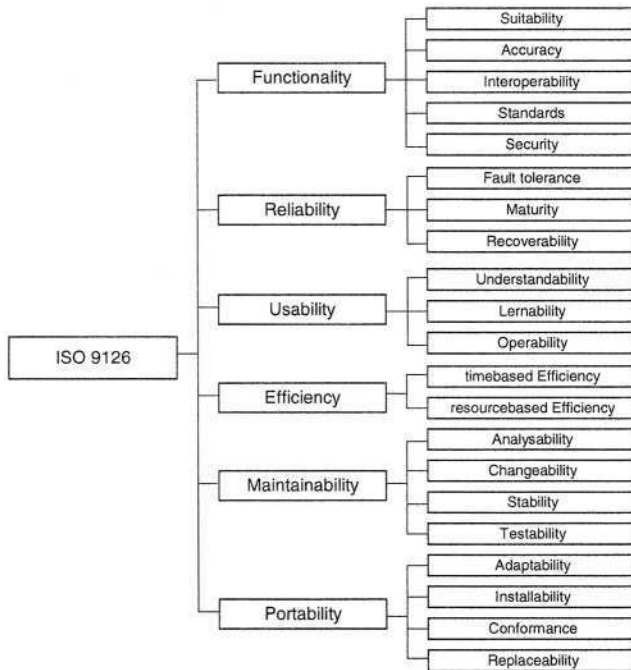 Suitability
Accuracy
Functionality
Interoperability
Standards
Security
Fault tolerance
Reliability
Maturity
Recoverability
Understandability
Usability
Lernability
Operability
ISO 9126
timebased Efficiency
Efficiency
resourcebased Efficiency
Analysability
Changeability
Maintainability
Stability
Testability
Adaptability
Installability
Portability
Conformance
Replaceability